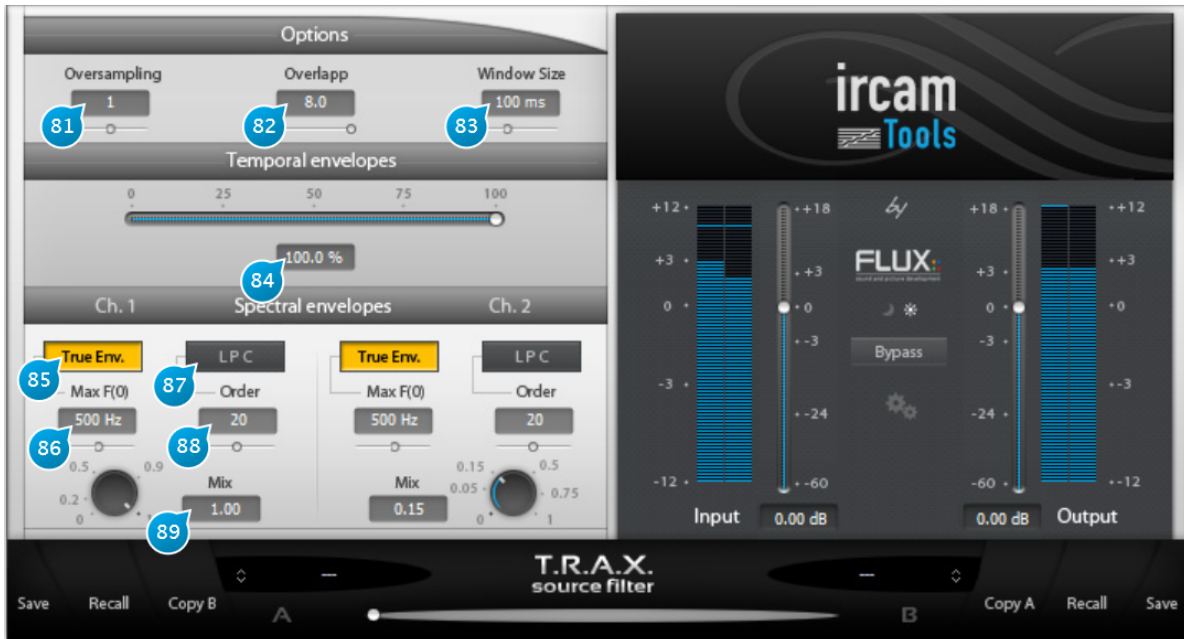 Options
Oversampling Overlapp Window Size
1 8.0 100 ms
81 82 83
Temporal envelopes
0 25 50 75 100
100.0 %
84
Ch. 1 Spectral envelopes Ch. 2
True Env. LPC True Env. LPC
85 87
Max F(0) Order Max F(0) Order
500 Hz 20 500 Hz 20
86 88
0.5 0.9 0.15 0.5
Mix Mix
0.2 0.05 0.75
1.00 0.15
0 1 0 1
89
ircam
Tools
+12 +18 by +18 +12
+3 +3 FLUX:: +3 +3
sound and picture development
0 0 0 0
-3 -3
Bypass
-3 -3
-24 -24
-12 -60 -60 -12
Input 0.00 dB 0.00 dB Output
T.R.A.X.
source filter
--- ---
Save Recall Copy B A B Copy A Recall Save